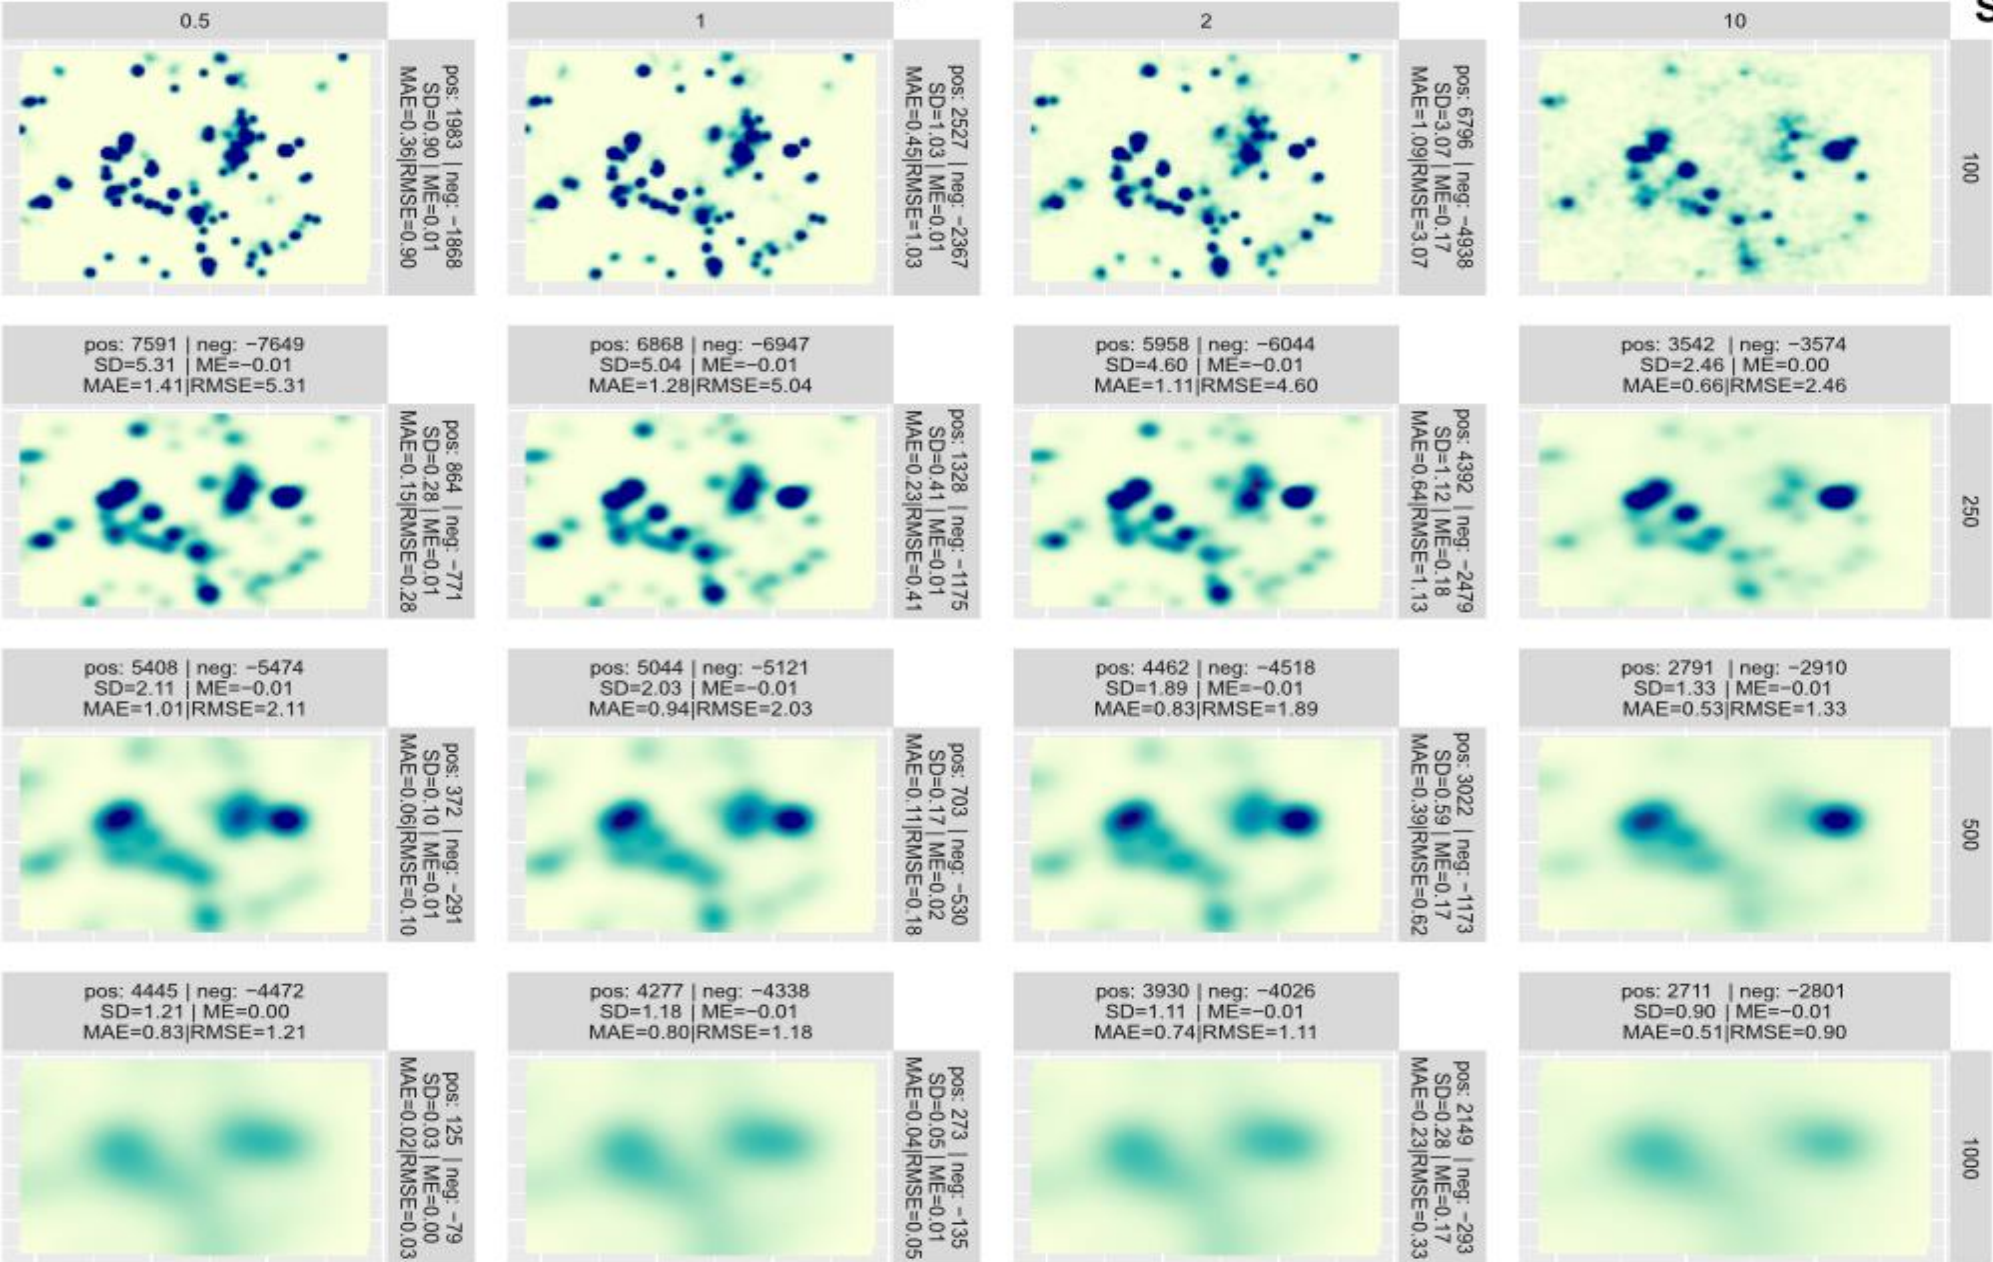 0.5
1
2
10
S
pos: 1983 | neg: −1868
SD=0.90 | ME=0.01
MAE=0.36|RMSE=0.90
pos: 2527 | neg: −2367
SD=1.03 | ME=0.01
MAE=0.45|RMSE=1.03
pos: 6796 | neg: −4938
SD=3.07 | ME=0.17
MAE=1.09|RMSE=3.07
100
pos: 7591 | neg: −7649
SD=5.31 | ME=−0.01
MAE=1.41|RMSE=5.31
pos: 6868 | neg: −6947
SD=5.04 | ME=−0.01
MAE=1.28|RMSE=5.04
pos: 5958 | neg: −6044
SD=4.60 | ME=−0.01
MAE=1.11|RMSE=4.60
pos: 3542 | neg: −3574
SD=2.46 | ME=0.00
MAE=0.66|RMSE=2.46
pos: 864 | neg: −771
SD=0.28 | ME=0.01
MAE=0.15|RMSE=0.28
pos: 1328 | neg: −1175
SD=0.41 | ME=0.01
MAE=0.23|RMSE=0.41
pos: 4392 | neg: −2479
SD=1.12 | ME=0.18
MAE=0.64|RMSE=1.13
250
pos: 5408 | neg: −5474
SD=2.11 | ME=−0.01
MAE=1.01|RMSE=2.11
pos: 5044 | neg: −5121
SD=2.03 | ME=−0.01
MAE=0.94|RMSE=2.03
pos: 4462 | neg: −4518
SD=1.89 | ME=−0.01
MAE=0.83|RMSE=1.89
pos: 2791 | neg: −2910
SD=1.33 | ME=−0.01
MAE=0.53|RMSE=1.33
pos: 372 | neg: −291
SD=0.10 | ME=0.01
MAE=0.06|RMSE=0.10
pos: 703 | neg: −530
SD=0.17 | ME=0.02
MAE=0.11|RMSE=0.18
pos: 3022 | neg: −1173
SD=0.59 | ME=0.17
MAE=0.39|RMSE=0.62
500
pos: 4445 | neg: −4472
SD=1.21 | ME=0.00
MAE=0.83|RMSE=1.21
pos: 4277 | neg: −4338
SD=1.18 | ME=−0.01
MAE=0.80|RMSE=1.18
pos: 3930 | neg: −4026
SD=1.11 | ME=−0.01
MAE=0.74|RMSE=1.11
pos: 2711 | neg: −2801
SD=0.90 | ME=−0.01
MAE=0.51|RMSE=0.90
pos: 125 | neg: −79
SD=0.03 | ME=0.00
MAE=0.02|RMSE=0.03
pos: 273 | neg: −135
SD=0.05 | ME=0.01
MAE=0.04|RMSE=0.05
pos: 2149 | neg: −293
SD=0.28 | ME=0.17
MAE=0.23|RMSE=0.33
1000